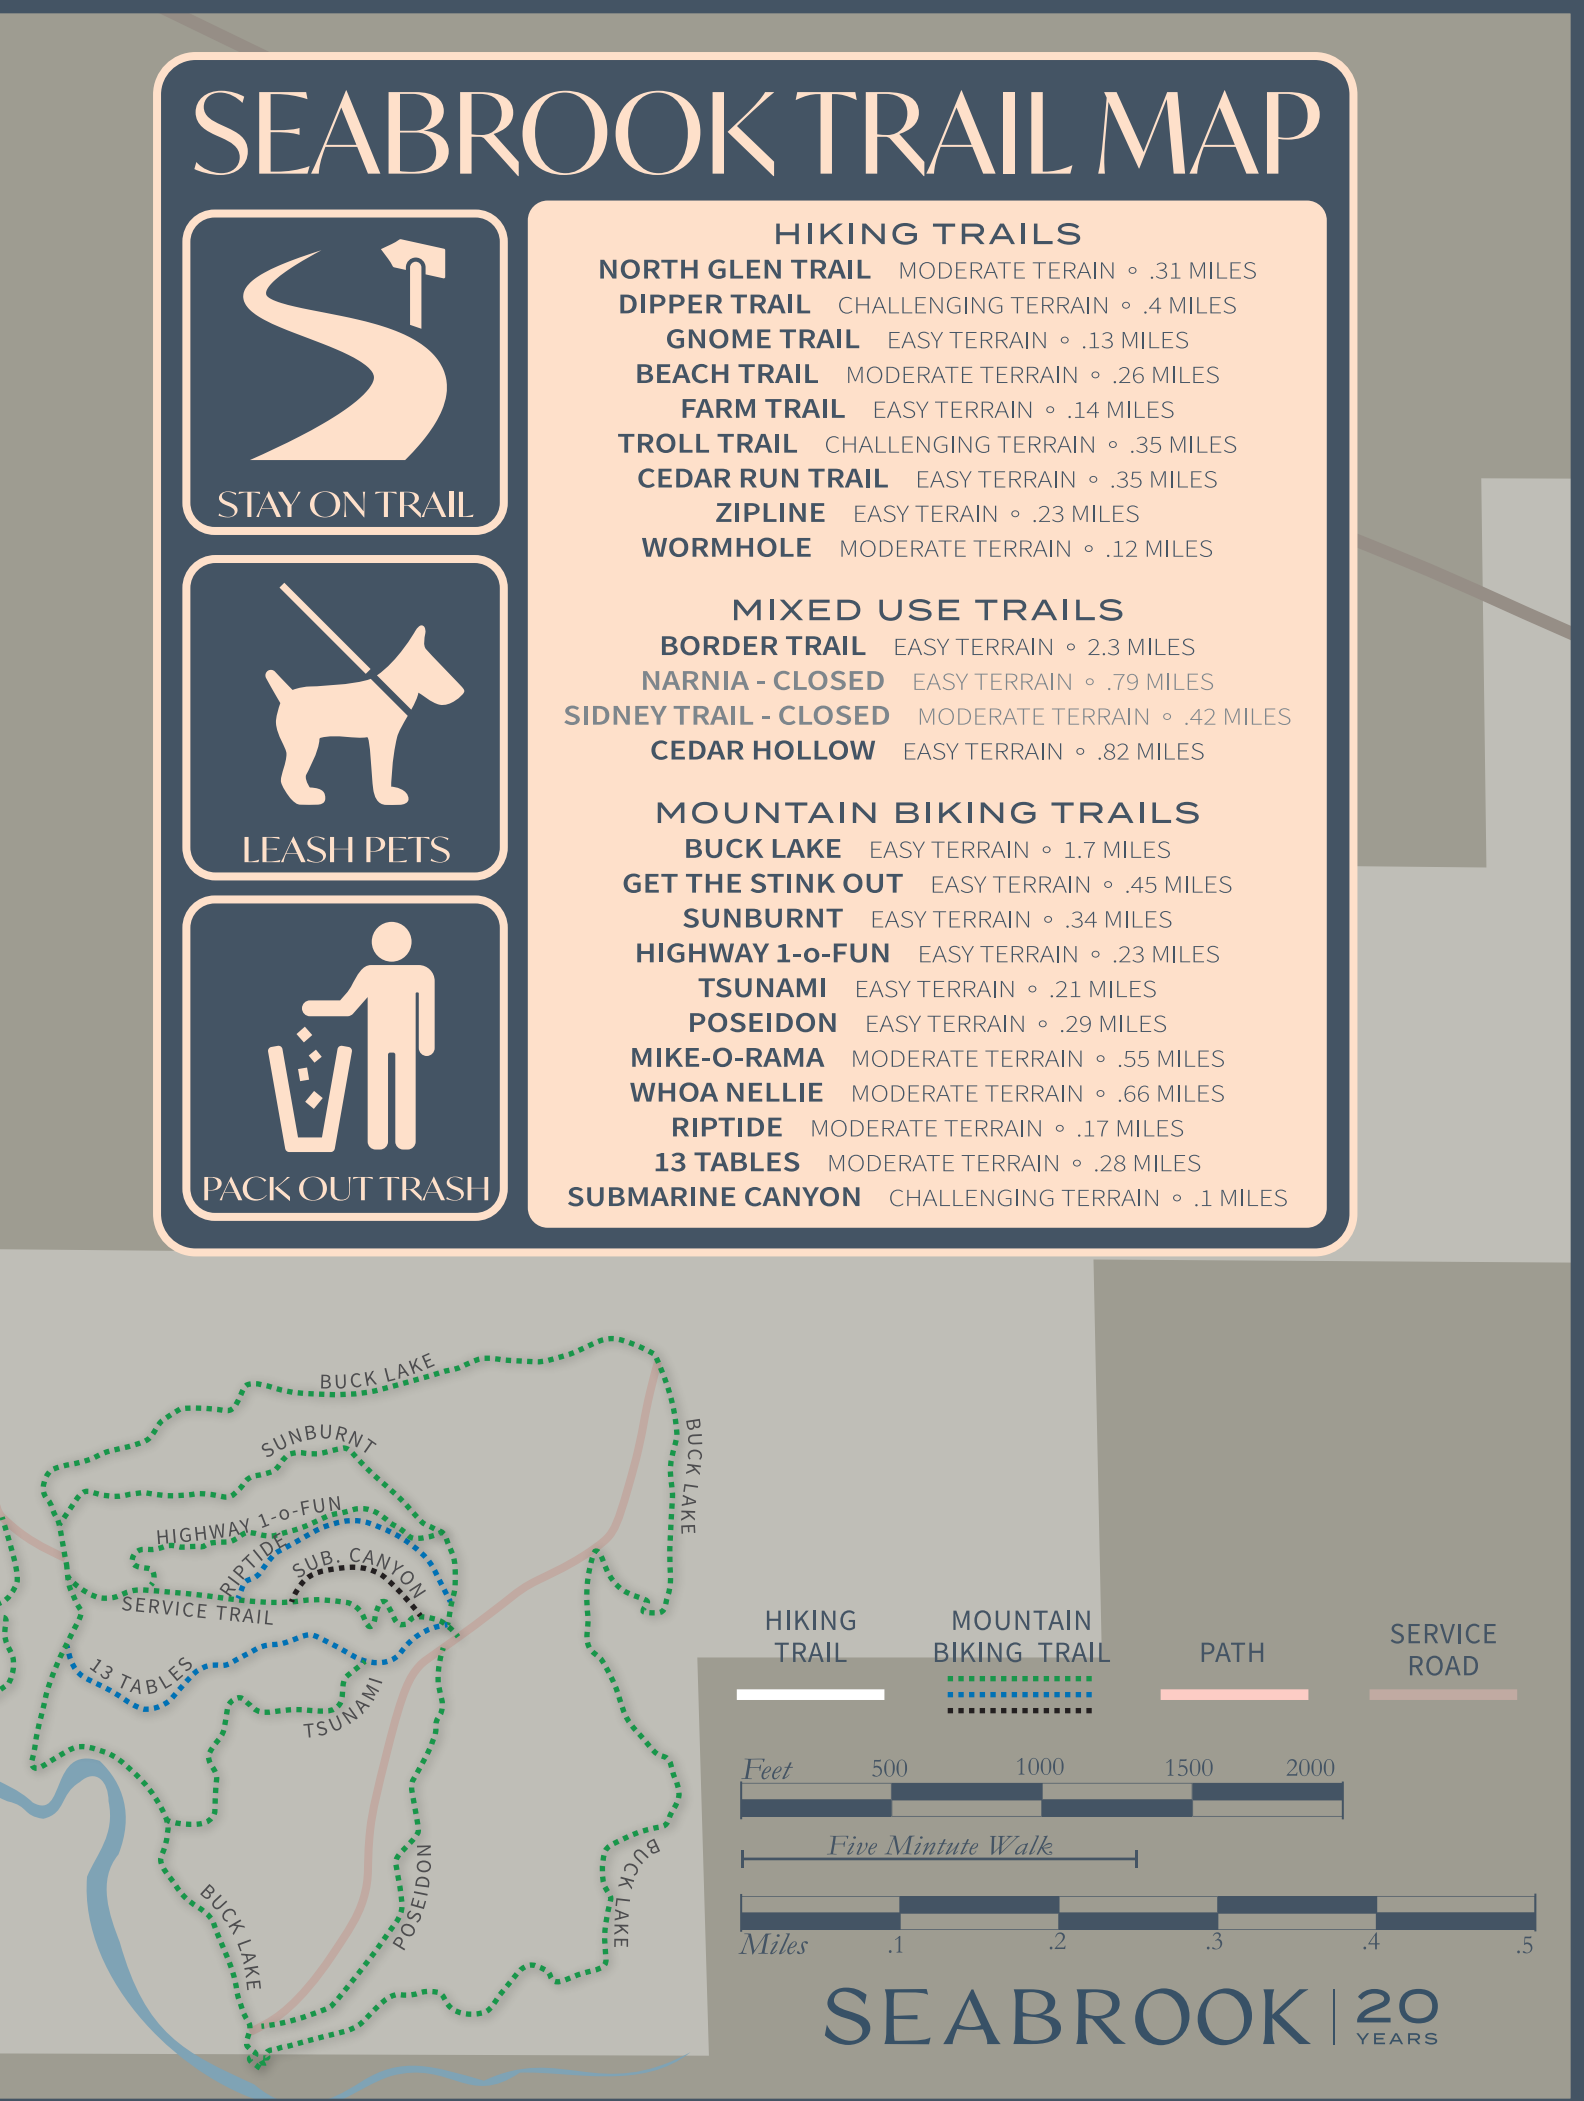 SEABROOK TRAIL MAP
STAY ON TRAIL
LEASH PETS
PACK OUT TRASH
HIKING TRAILS
NORTH GLEN TRAIL MODERATE TERAIN ◦ .31 MILES
DIPPER TRAIL CHALLENGING TERRAIN ◦ .4 MILES
GNOME TRAIL EASY TERRAIN ◦ .13 MILES
BEACH TRAIL MODERATE TERRAIN ◦ .26 MILES
FARM TRAIL EASY TERRAIN ◦ .14 MILES
TROLL TRAIL CHALLENGING TERRAIN ◦ .35 MILES
CEDAR RUN TRAIL EASY TERRAIN ◦ .35 MILES
ZIPLINE EASY TERAIN ◦ .23 MILES
WORMHOLE MODERATE TERRAIN ◦ .12 MILES
MIXED USE TRAILS
BORDER TRAIL EASY TERRAIN ◦ 2.3 MILES
NARNIA - CLOSED EASY TERRAIN ◦ .79 MILES
SIDNEY TRAIL - CLOSED MODERATE TERRAIN ◦ .42 MILES
CEDAR HOLLOW EASY TERRAIN ◦ .82 MILES
MOUNTAIN BIKING TRAILS
BUCK LAKE EASY TERRAIN ◦ 1.7 MILES
GET THE STINK OUT EASY TERRAIN ◦ .45 MILES
SUNBURNT EASY TERRAIN ◦ .34 MILES
HIGHWAY 1-o-FUN EASY TERRAIN ◦ .23 MILES
TSUNAMI EASY TERRAIN ◦ .21 MILES
POSEIDON EASY TERRAIN ◦ .29 MILES
MIKE-O-RAMA MODERATE TERRAIN ◦ .55 MILES
WHOA NELLIE MODERATE TERRAIN ◦ .66 MILES
RIPTIDE MODERATE TERRAIN ◦ .17 MILES
13 TABLES MODERATE TERRAIN ◦ .28 MILES
SUBMARINE CANYON CHALLENGING TERRAIN ◦ .1 MILES
BUCK LAKE
BUCK LAKE
SUNBURNT
HIGHWAY 1-o-FUN
RIPTIDE
SUB. CANYON
SERVICE TRAIL
13 TABLES
TSUNAMI
POSEIDON
BUCK LAKE
BUCK LAKE
HIKING
TRAIL
MOUNTAIN
BIKING TRAIL
PATH
SERVICE
ROAD
Feet 500 1000 1500 2000
Five Mintute Walk
Miles .1 .2 .3 .4 .5
SEABROOK | 20
YEARS